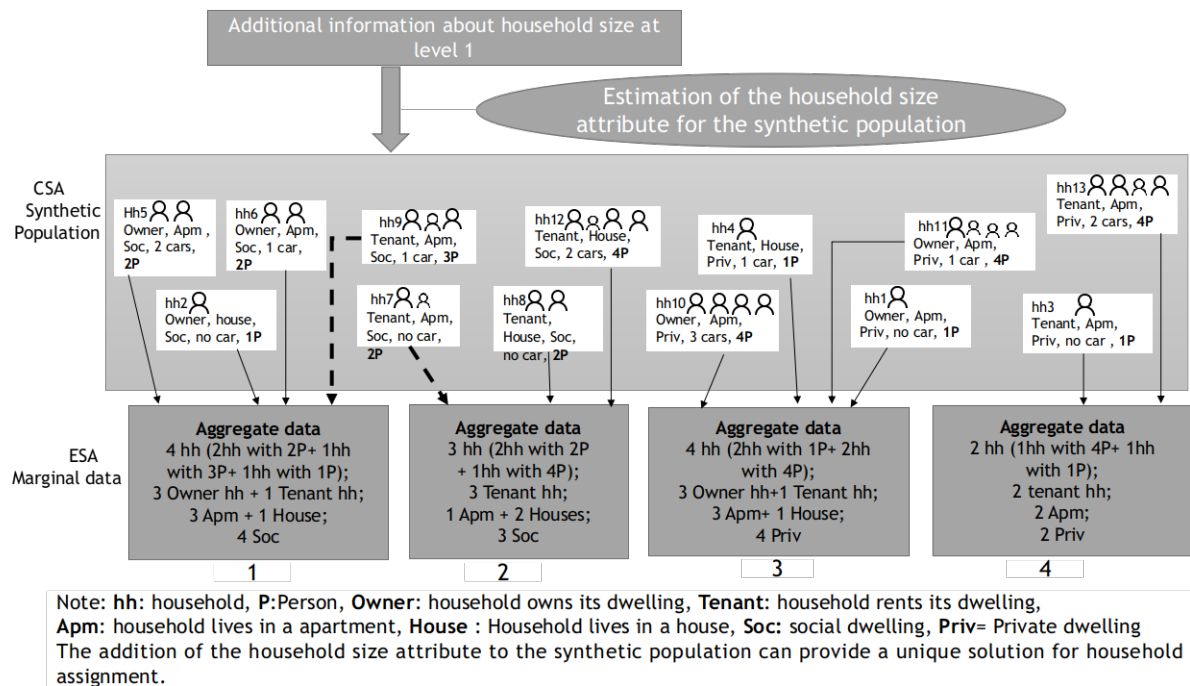 Additional information about household size at
level 1
Estimation of the household size
attribute for the synthetic population
CSA
Synthetic
Population
Hh5
Owner, Apm ,
Soc, 2 cars,
2P
hh6
Owner, Apm,
Soc, 1 car,
2P
hh2
Owner, house,
Soc, no car, 1P
hh9
Tenant, Apm,
Soc, 1 car, 3P
hh7
Tenant, Apm,
Soc, no car,
2P
hh12
Tenant, House,
Soc, 2 cars, 4P
hh8
Tenant,
House, Soc,
no car, 2P
hh4
Tenant, House,
Priv, 1 car, 1P
hh10
Owner, Apm,
Priv, 3 cars, 4P
hh11
Owner, Apm,
Priv, 1 car , 4P
hh1
Owner, Apm,
Priv, no car, 1P
hh13
Tenant, Apm,
Priv, 2 cars, 4P
hh3
Tenant, Apm,
Priv, no car , 1P
ESA
Marginal data
Aggregate data
4 hh (2hh with 2P+ 1hh
with 3P+ 1hh with 1P);
3 Owner hh + 1 Tenant hh;
3 Apm + 1 House;
4 Soc
1
Aggregate data
3 hh (2hh with 2P
+ 1hh with 4P);
3 Tenant hh;
1 Apm + 2 Houses;
3 Soc
2
Aggregate data
4 hh (2hh with 1P+ 2hh
with 4P);
3 Owner hh+1 Tenant hh;
3 Apm+ 1 House;
4 Priv
3
Aggregate data
2 hh (1hh with 4P+ 1hh
with 1P);
2 tenant hh;
2 Apm;
2 Priv
4
Note: hh: household, P:Person, Owner: household owns its dwelling, Tenant: household rents its dwelling,
Apm: household lives in a apartment, House : Household lives in a house, Soc: social dwelling, Priv= Private dwelling
The addition of the household size attribute to the synthetic population can provide a unique solution for household
assignment.